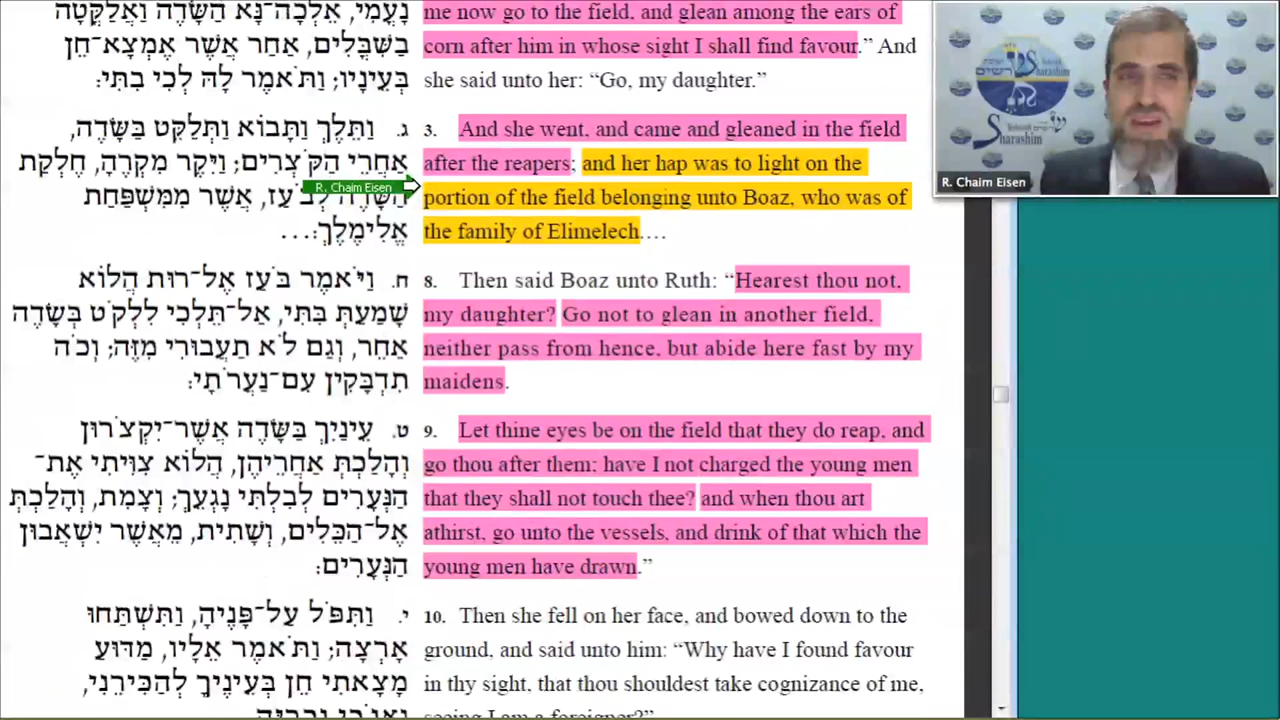 נָעֳמִי, אֵלְכָה־נָּא הַשָּׂדֶה וַאֲלַקֳטָה
בַשִּׁבֳּלִים, אַחַר אֲשֶׁר אֶמְצָא־חֵן
בְּעֵינָיו; וַתֹּאמֶר לָהּ לְכִי בִתִּי:
ג. וַתֵּלֶךְ וַתָּבוֹא וַתְּלַקֵּט בַּשָּׂדֶה,
אַחֲרֵי הַקֹּצְרִים; וַיִּקֶר מִקְרֶהָ, חֶלְקַת
הַשָּׂדֶה לְבֹעַז, אֲשֶׁר מִמִּשְׁפַּחַת
אֱלִימֶלֶךְ:...
ח. וַיֹּאמֶר בֹּעַז אֶל־רוּת הֲלוֹא
שָׁמַעַתְּ בִּתִּי, אַל־תֵּלְכִי לִלְקֹט בְּשָׂדֶה
אַחֵר, וְגַם לֹא תַעֲבוּרִי מִזֶּה; וְכֹה
תִדְבָּקִין עִם־נַעֲרֹתָי:
ט. עֵינַיִךְ בַּשָּׂדֶה אֲשֶׁר־יִקְצֹרוּן
וְהָלַכְתְּ אַחֲרֵיהֶן, הֲלוֹא צִוִּיתִי אֶת־
הַנְּעָרִים לְבִלְתִּי נָגְעֵךְ; וְצָמִת, וְהָלַכְתְּ
אֶל־הַכֵּלִים, וְשָׁתִית, מֵאֲשֶׁר יִשְׁאֲבוּן
הַנְּעָרִים:
י. וַתִּפֹּל עַל־פָּנֶיהָ, וַתִּשְׁתַּחוּ
אָרְצָה; וַתֹּאמֶר אֵלָיו, מַדּוּעַ
מָצָאתִי חֵן בְּעֵינֶיךָ לְהַכִּירֵנִי,
וְאָנֹכִי נָכְרִיָּה
me now go to the field, and glean among the ears of
corn after him in whose sight I shall find favour.” And
she said unto her: “Go, my daughter.”
3. And she went, and came and gleaned in the field
after the reapers; and her hap was to light on the
portion of the field belonging unto Boaz, who was of
the family of Elimelech....
8. Then said Boaz unto Ruth: “Hearest thou not,
my daughter? Go not to glean in another field,
neither pass from hence, but abide here fast by my
maidens.
9. Let thine eyes be on the field that they do reap, and
go thou after them: have I not charged the young men
that they shall not touch thee? and when thou art
athirst, go unto the vessels, and drink of that which the
young men have drawn.”
10. Then she fell on her face, and bowed down to the
ground, and said unto him: “Why have I found favour
in thy sight, that thou shouldest take cognizance of me,
seeing I am a foreigner?”
R. Chaim Eisen
Sharashim
R. Chaim Eisen